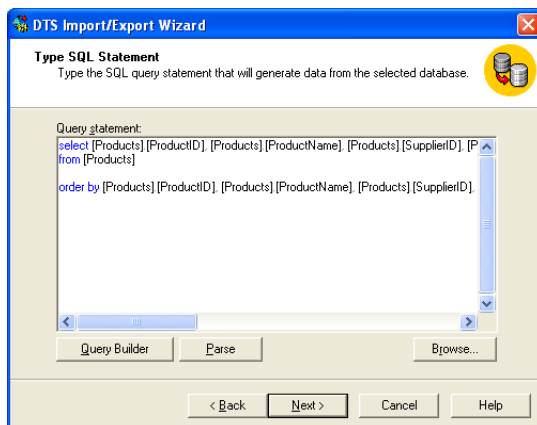 DTS Import/Export Wizard
Type SQL Statement
Type the SQL query statement that will generate data from the selected database.
Query statement:
select [Products].[ProductID], [Products].[ProductName], [Products].[SupplierID], [P
from [Products]
order by [Products].[ProductID], [Products].[ProductName], [Products].[SupplierID],
Query Builder
Parse
Browse...
< Back
Next >
Cancel
Help